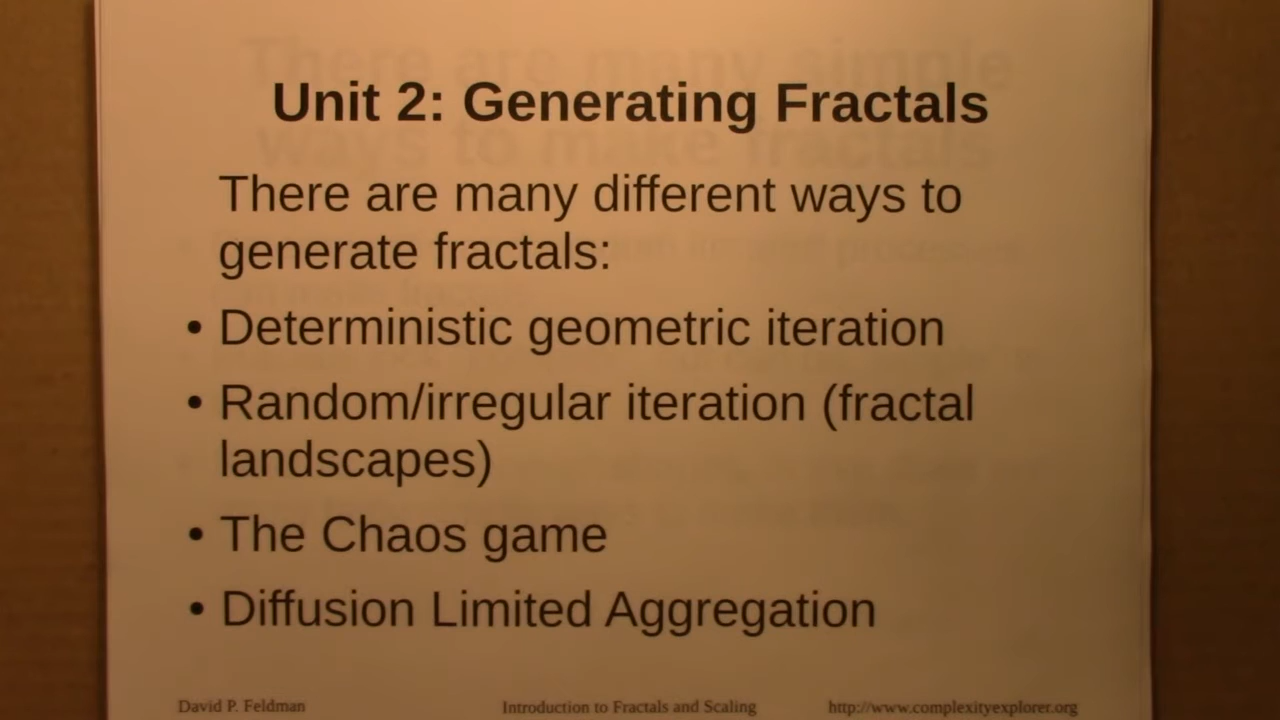 Unit 2: Generating Fractals
There are many different ways to
generate fractals:
• Deterministic geometric iteration
• Random/irregular iteration (fractal
landscapes)
• The Chaos game
• Diffusion Limited Aggregation
David P. Feldman
Introduction to Fractals and Scaling
http://www.complexityexplorer.org